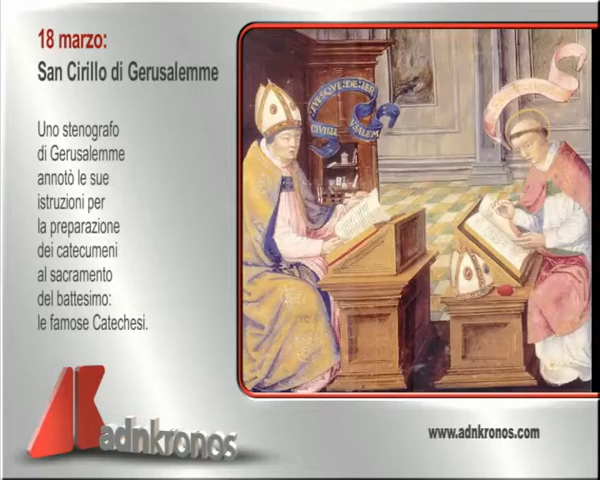 18 marzo:
San Cirillo di Gerusalemme
Uno stenografo
di Gerusalemme
annotò le sue
istruzioni per
la preparazione
dei catecumeni
al sacramento
del battesimo:
le famose Catechesi.
adnkronos
www.adnkronos.com